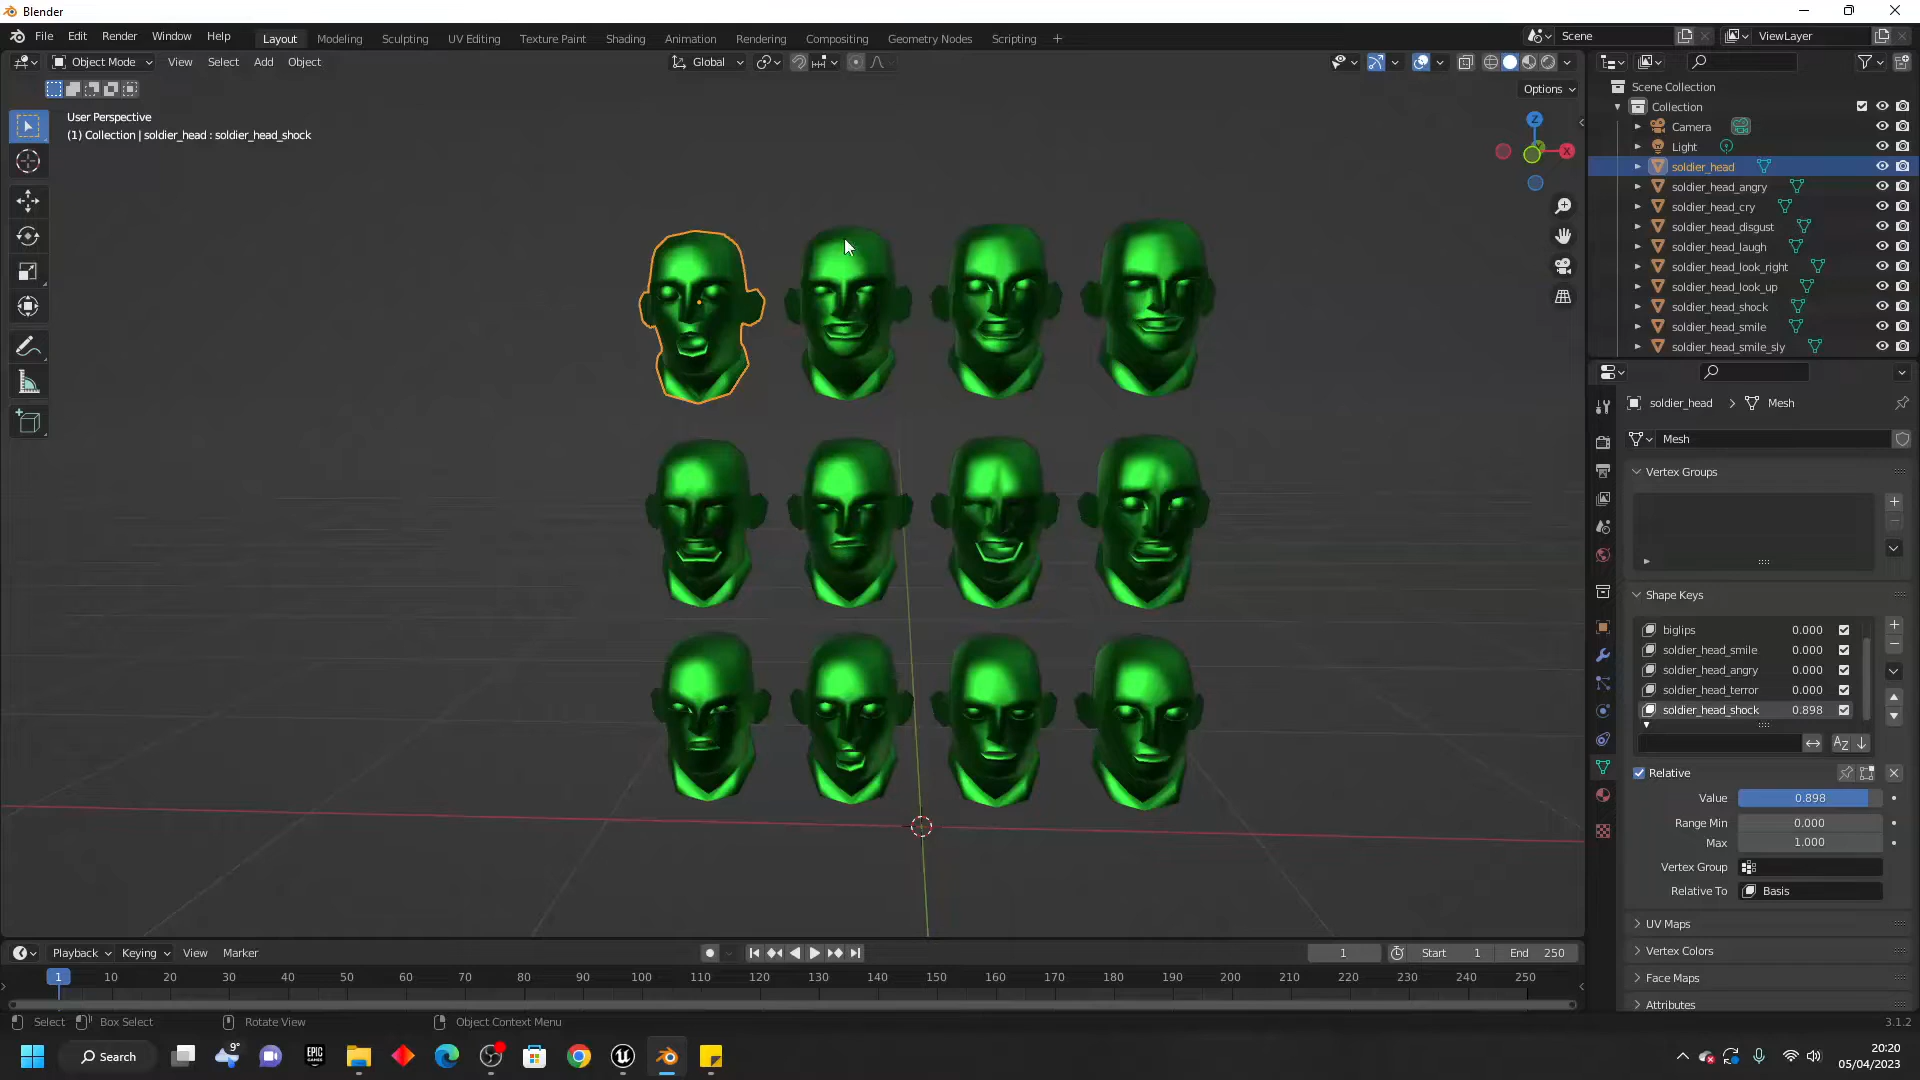 Blender
File Edit Render Window Help
Layout Modeling Sculpting UV Editing Texture Paint Shading Animation Rendering Compositing Geometry Nodes Scripting +
Scene
ViewLayer
Object Mode View Select Add Object
Global
Options
User Perspective
(1) Collection | soldier_head : soldier_head_shock
Z
X
Scene Collection
Collection
Camera
Light
soldier_head
soldier_head_angry
soldier_head_cry
soldier_head_disgust
soldier_head_laugh
soldier_head_look_right
soldier_head_look_up
soldier_head_shock
soldier_head_smile
soldier_head_smile_sly
soldier_head > Mesh
Mesh
Vertex Groups
Shape Keys
biglips 0.000
soldier_head_smile 0.000
soldier_head_angry 0.000
soldier_head_terror 0.000
soldier_head_shock 0.898
Relative
Value 0.898
Range Min 0.000
Max 1.000
Vertex Group
Relative To Basis
UV Maps
Vertex Colors
Face Maps
Attributes
Playback Keying View Marker
1 Start 1 End 250
1 10 20 30 40 50 60 70 80 90 100 110 120 130 140 150 160 170 180 190 200 210 220 230 240 250
Select Box Select Rotate View Object Context Menu
3.1.2
Search
9°
EPIC GAMES
20:20
05/04/2023